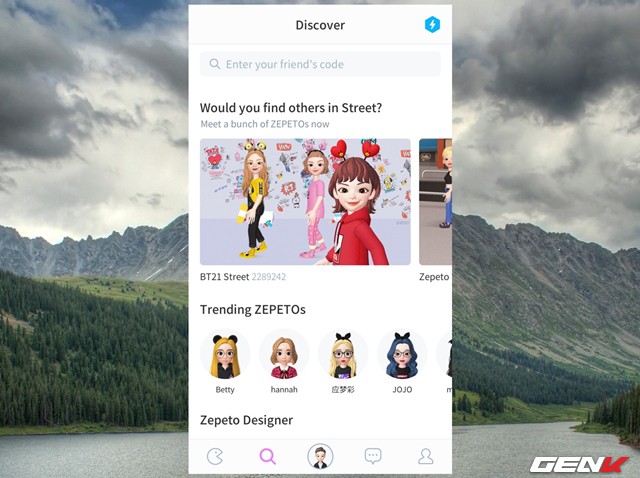 Discover
Enter your friend's code
Would you find others in Street?
Meet a bunch of ZEPETOs now
BT21 Street 2289242
Zepeto
Trending ZEPETOs
Betty
hannah
应梦彩
JOJO
Zepeto Designer
GENK